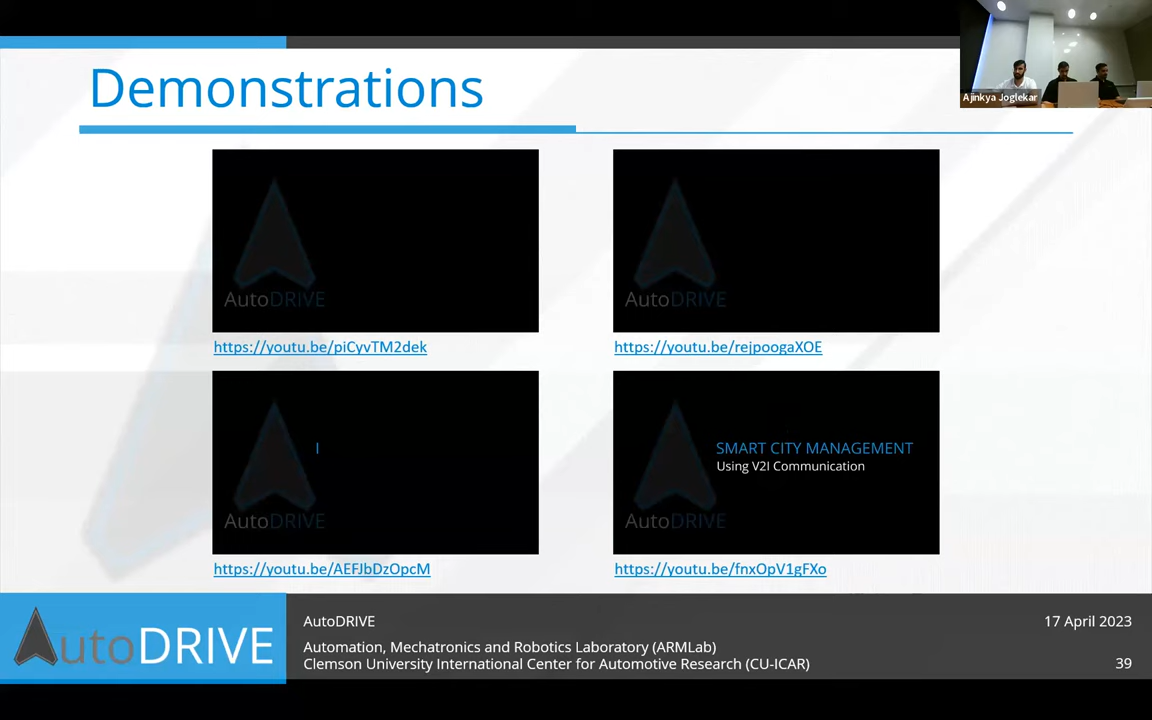 Demonstrations
Ajinkya Joglekar
AutoDRIVE
AutoDRIVE
https://youtu.be/piCyvTM2dek
https://youtu.be/rejpoogaXOE
I
AutoDRIVE
SMART CITY MANAGEMENT
Using V2I Communication
AutoDRIVE
https://youtu.be/AEFJbDzOpcM
https://youtu.be/fnxOpV1gFXo
AutoDRIVE
AutoDRIVE
17 April 2023
Automation, Mechatronics and Robotics Laboratory (ARMLab)
Clemson University International Center for Automotive Research (CU-ICAR)
39